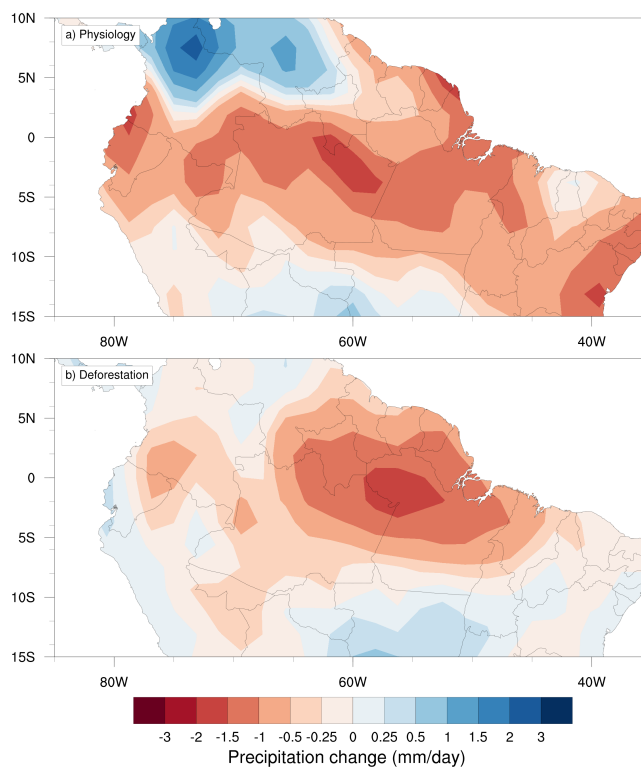 10N
a) Physiology
5N
0
5S
10S
15S
80W 60W 40W
10N
b) Deforestation
5N
0
5S
10S
15S
80W 60W 40W
-3 -2 -1.5 -1 -0.5 -0.25 0 0.25 0.5 1 1.5 2 3
Precipitation change (mm/day)